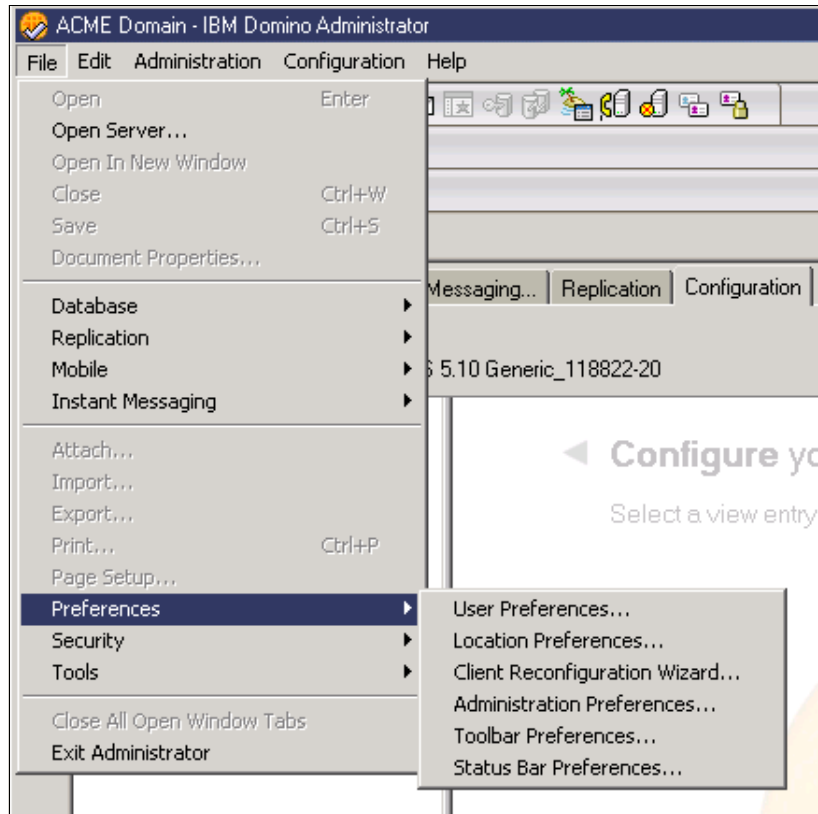 ACME Domain - IBM Domino Administrator
File Edit Administration Configuration Help
Open Enter
Open Server...
Open In New Window
Close Ctrl+W
Save Ctrl+S
Document Properties...
Messaging... Replication Configuration
Database
Replication
Mobile
5.10 Generic_118822-20
Instant Messaging
Attach...
Configure
Import...
Export...
Select a view entry
Print... Ctrl+P
Page Setup...
Preferences
User Preferences...
Security
Location Preferences...
Tools
Client Reconfiguration Wizard...
Administration Preferences...
Close All Open Window Tabs
Toolbar Preferences...
Exit Administrator
Status Bar Preferences...